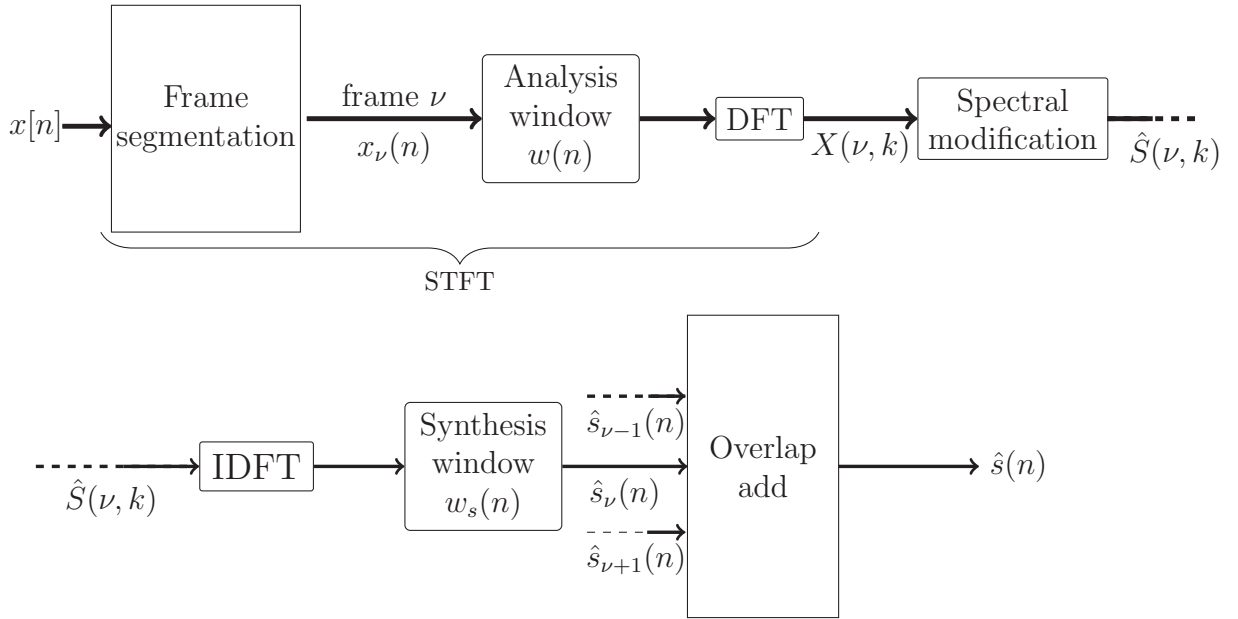 x[n]
Frame
segmentation
frame ν
x_ν(n)
Analysis
window
w(n)
DFT
X(ν, k)
Spectral
modification
Ŝ(ν, k)
STFT
Ŝ(ν, k)
IDFT
Synthesis
window
w_s(n)
ŝ_{ν−1}(n)
ŝ_ν(n)
ŝ_{ν+1}(n)
Overlap
add
ŝ(n)